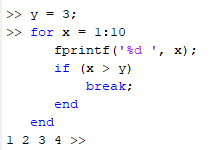 >> y = 3;
>> for x = 1:10
fprintf('%d ', x);
if (x > y)
break;
end
end
1 2 3 4 >>